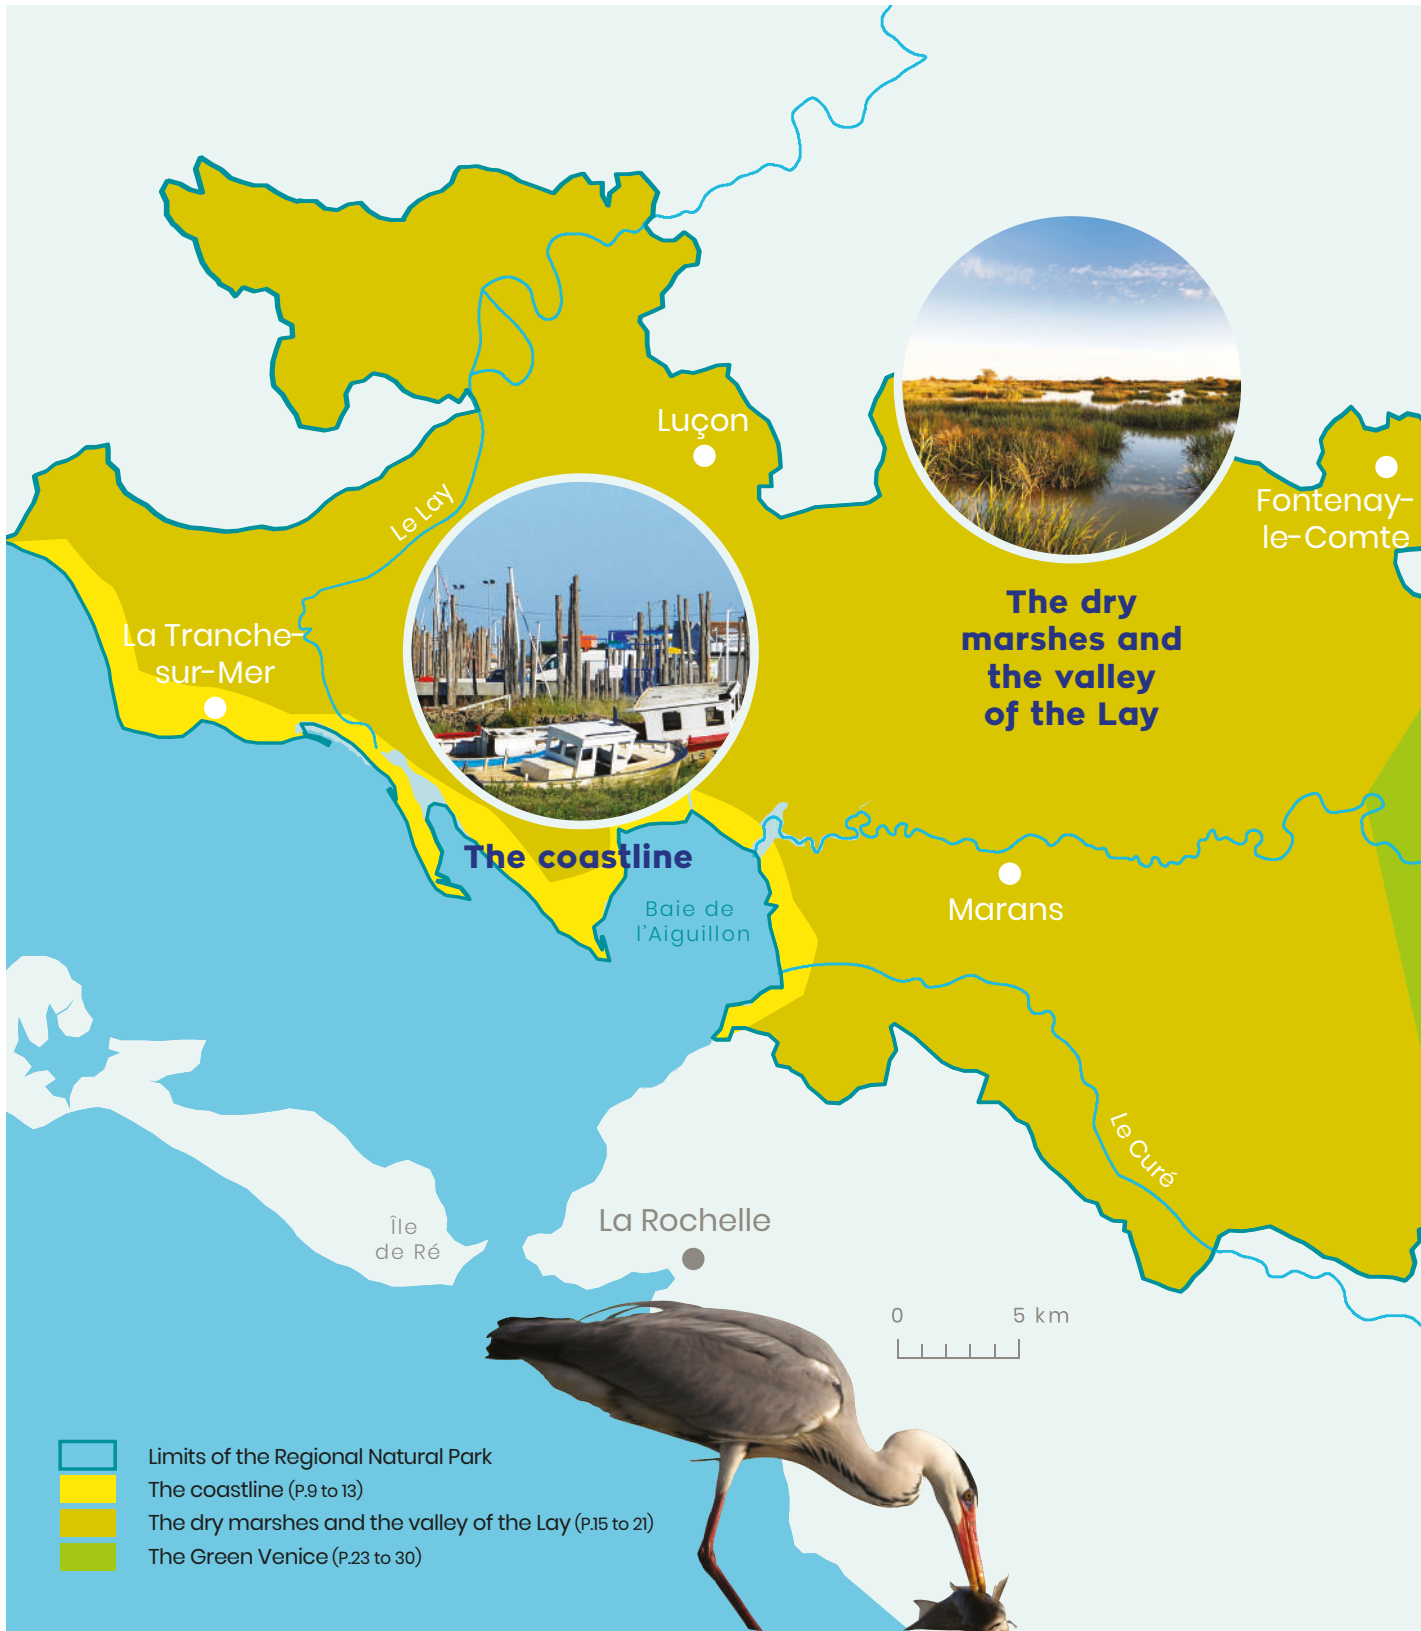 Luçon
Le Lay
Fontenay-
le-Comte
The dry
marshes and
the valley
of the Lay
La Tranche-
sur-Mer
The coastline
Baie de
l'Aiguillon
Marans
Le Curé
Île
de Ré
La Rochelle
0 5 km
Limits of the Regional Natural Park
The coastline (P.9 to 13)
The dry marshes and the valley of the Lay (P.15 to 21)
The Green Venice (P.23 to 30)